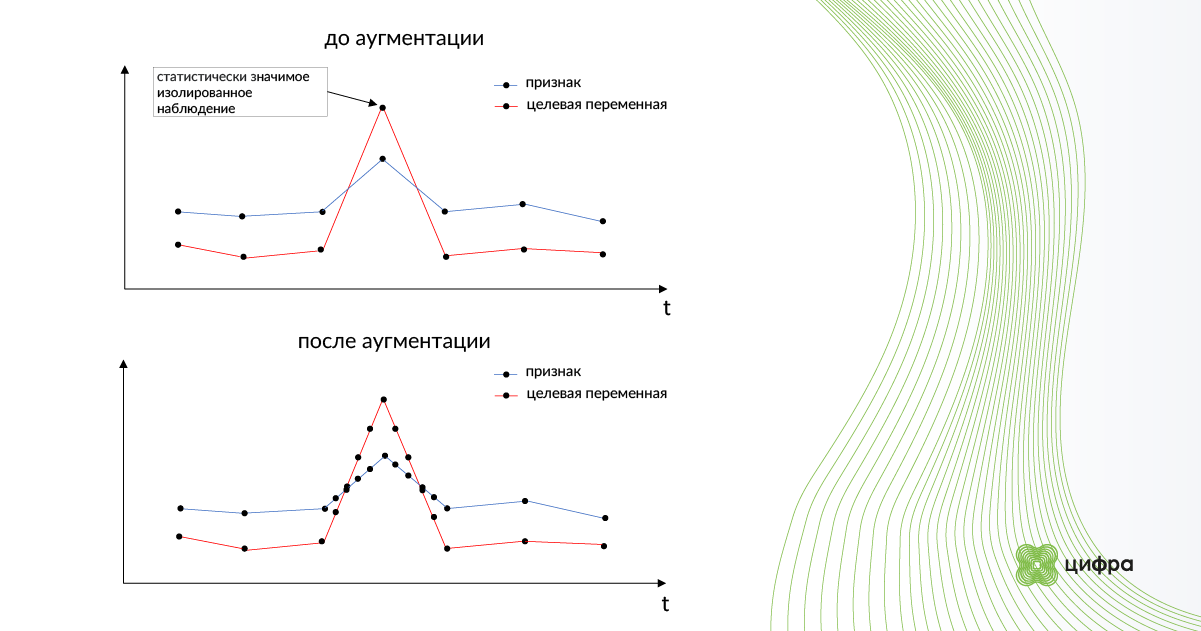 до аугментации
статистически значимое
изолированное
наблюдение
признак
целевая переменная
t
после аугментации
признак
целевая переменная
t
цифра